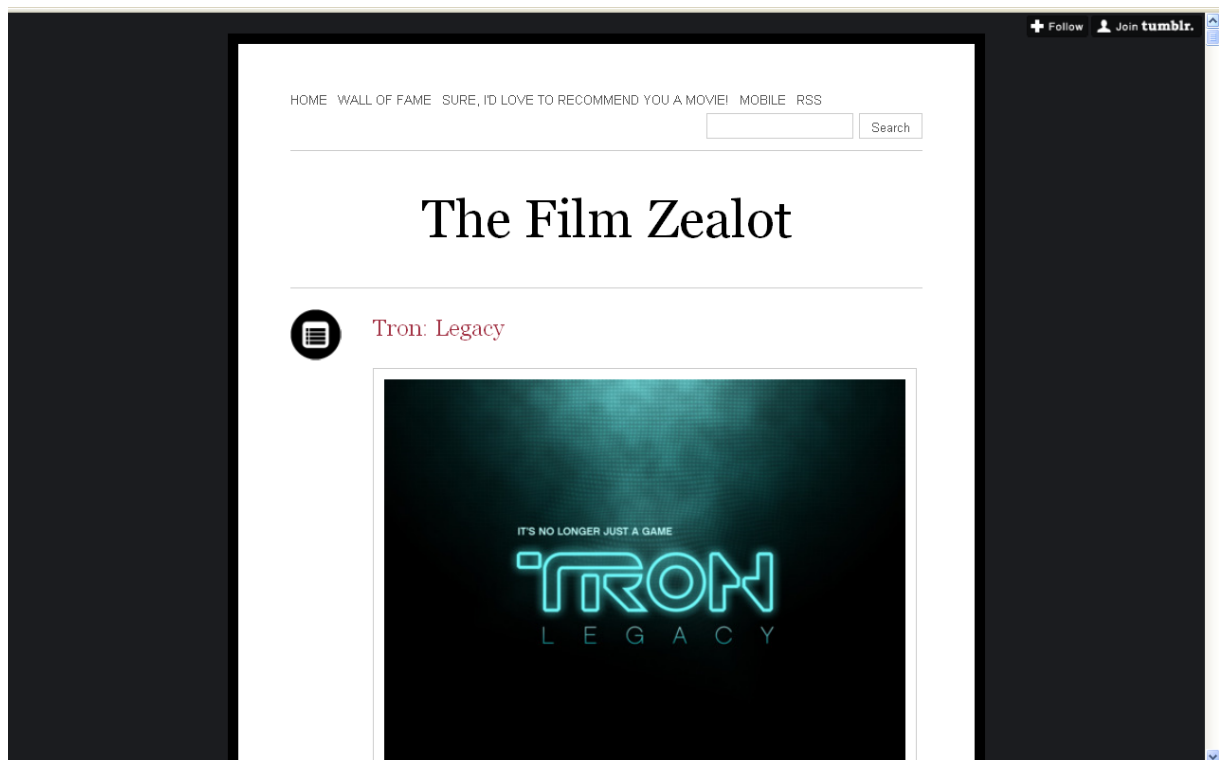 Follow Join tumblr.
HOME WALL OF FAME SURE, I'D LOVE TO RECOMMEND YOU A MOVIE! MOBILE RSS
Search
The Film Zealot
Tron: Legacy
IT'S NO LONGER JUST A GAME
TRON
LEGACY